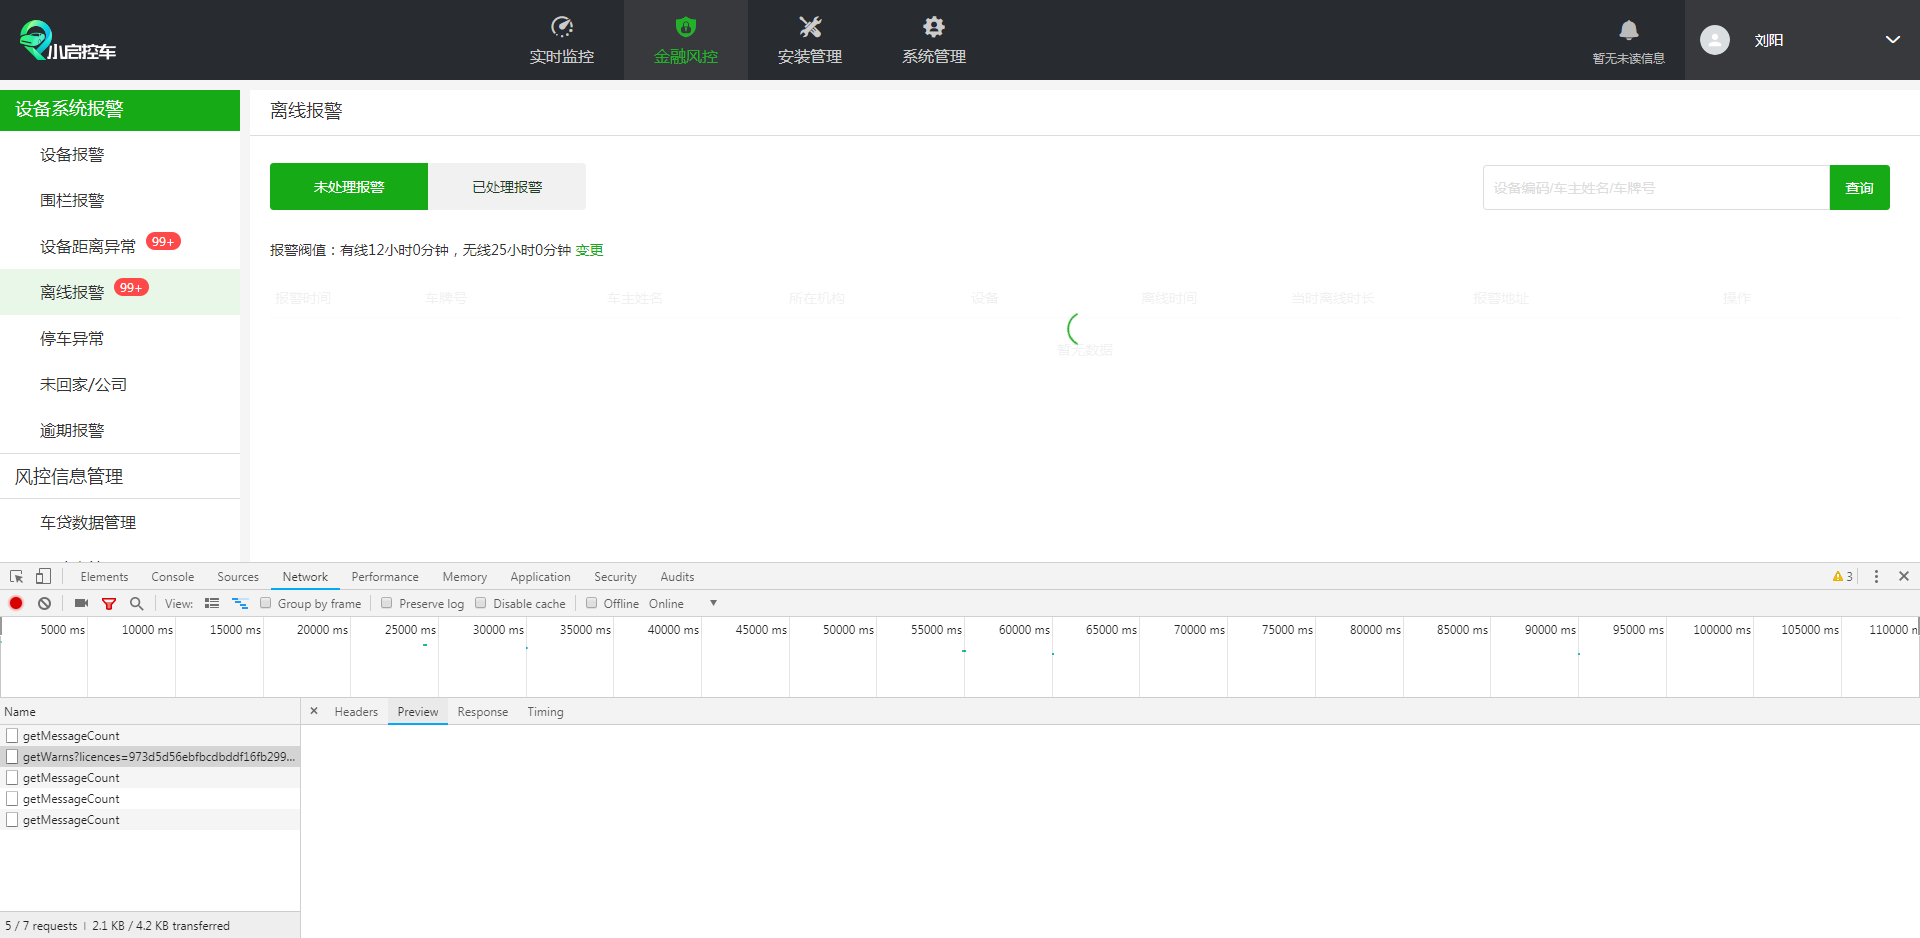 小启控车
实时监控
金融风控
安装管理
系统管理
暂无未读信息
刘阳
设备系统报警
设备报警
围栏报警
设备距离异常 99+
离线报警 99+
停车异常
未回家/公司
逾期报警
风控信息管理
车贷数据管理
离线报警
未处理报警 已处理报警
设备编码/车主姓名/车牌号 查询
报警阀值：有线12小时0分钟，无线25小时0分钟 变更
报警时间 车牌号 车主姓名 所在机构 设备 离线时间 当时离线时长 报警地址 操作
暂无数据
Elements Console Sources Network Performance Memory Application Security Audits 3
View: Group by frame Preserve log Disable cache Offline Online
5000 ms 10000 ms 15000 ms 20000 ms 25000 ms 30000 ms 35000 ms 40000 ms 45000 ms 50000 ms 55000 ms 60000 ms 65000 ms 70000 ms 75000 ms 80000 ms 85000 ms 90000 ms 95000 ms 100000 ms 105000 ms 110000 n
Name
getMessageCount
getWarns?licences=973d5d56ebfbcdbddf16fb299...
getMessageCount
getMessageCount
getMessageCount
5 / 7 requests | 2.1 KB / 4.2 KB transferred
× Headers Preview Response Timing